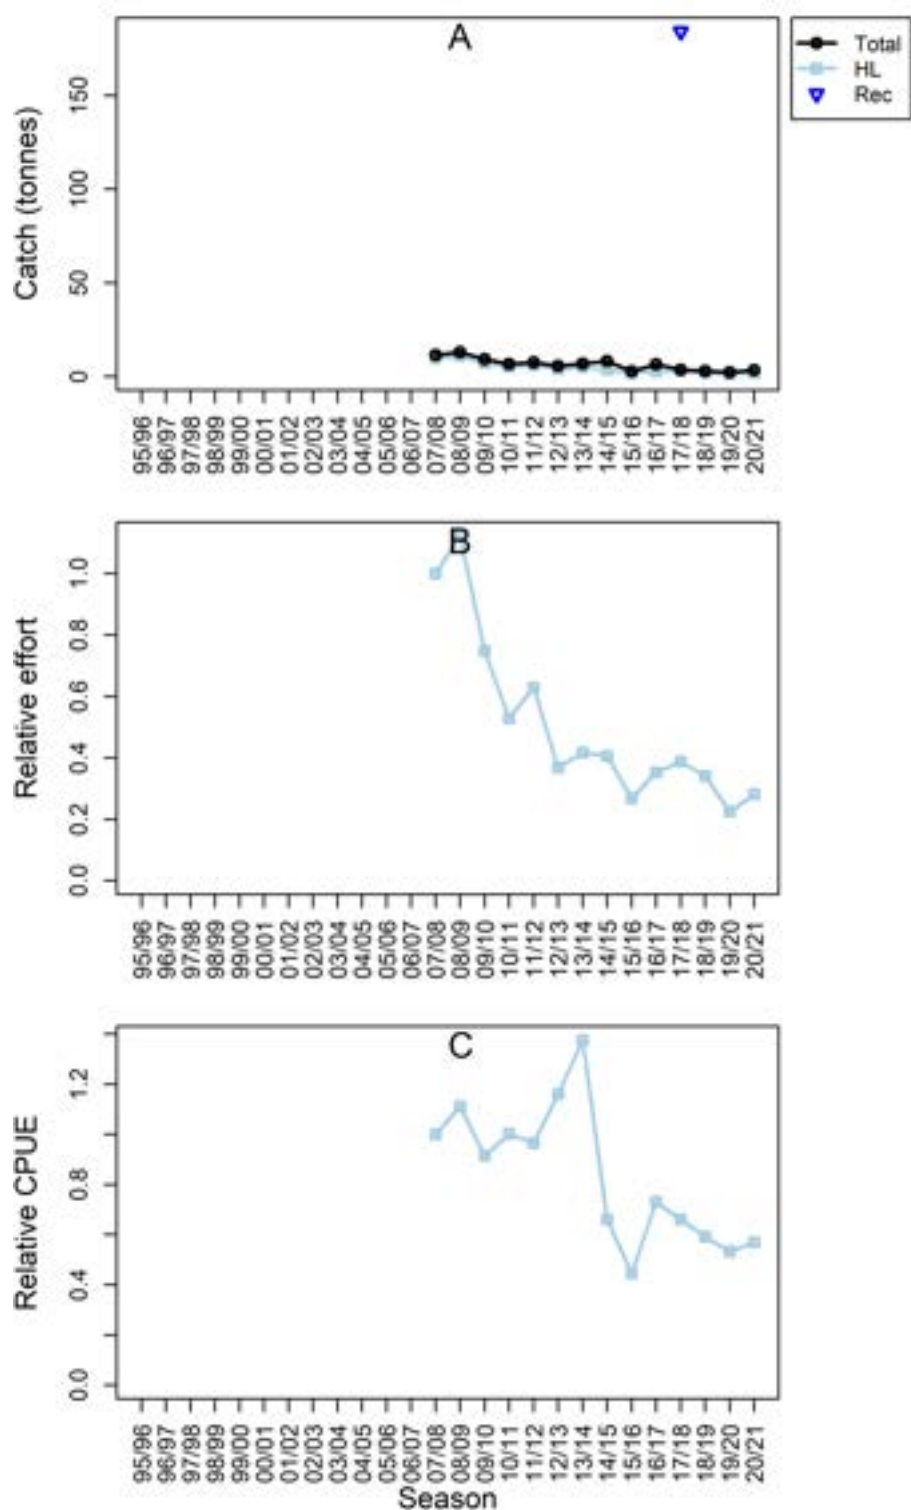 A
Total
HL
Rec
Catch (tonnes)
150
100
50
0
95/96 96/97 97/98 98/99 99/00 00/01 01/02 02/03 03/04 04/05 05/06 06/07 07/08 08/09 09/10 10/11 11/12 12/13 13/14 14/15 15/16 16/17 17/18 18/19 19/20 20/21
B
Relative effort
1.0
0.8
0.6
0.4
0.2
0.0
95/96 96/97 97/98 98/99 99/00 00/01 01/02 02/03 03/04 04/05 05/06 06/07 07/08 08/09 09/10 10/11 11/12 12/13 13/14 14/15 15/16 16/17 17/18 18/19 19/20 20/21
C
Relative CPUE
1.2
0.8
0.4
0.0
95/96 96/97 97/98 98/99 99/00 00/01 01/02 02/03 03/04 04/05 05/06 06/07 07/08 08/09 09/10 10/11 11/12 12/13 13/14 14/15 15/16 16/17 17/18 18/19 19/20 20/21
Season